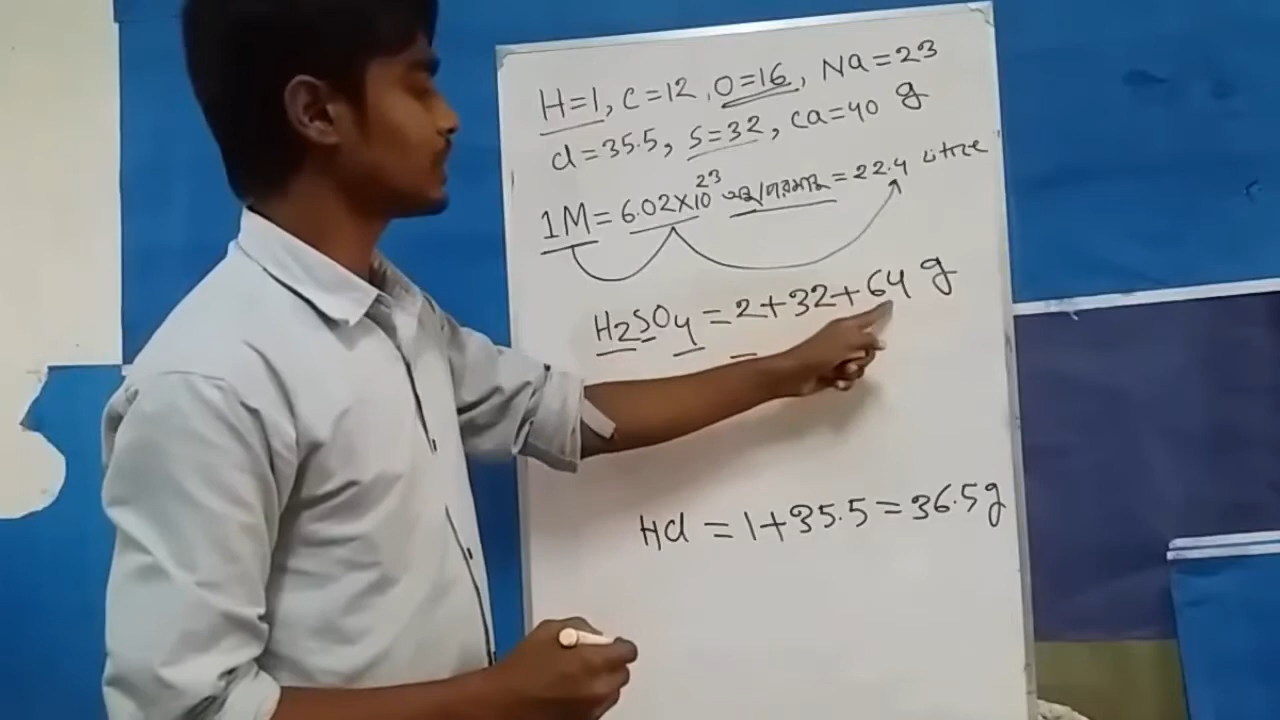 H=1, C=12, O=16, Na=23
Cl=35.5, S=32, Ca=40 g
1M=6.02×10²³ অণু/পরমাণু = 22.4 Litre
H2SO4 = 2+32+64 g
HCl = 1+35.5=36.5g